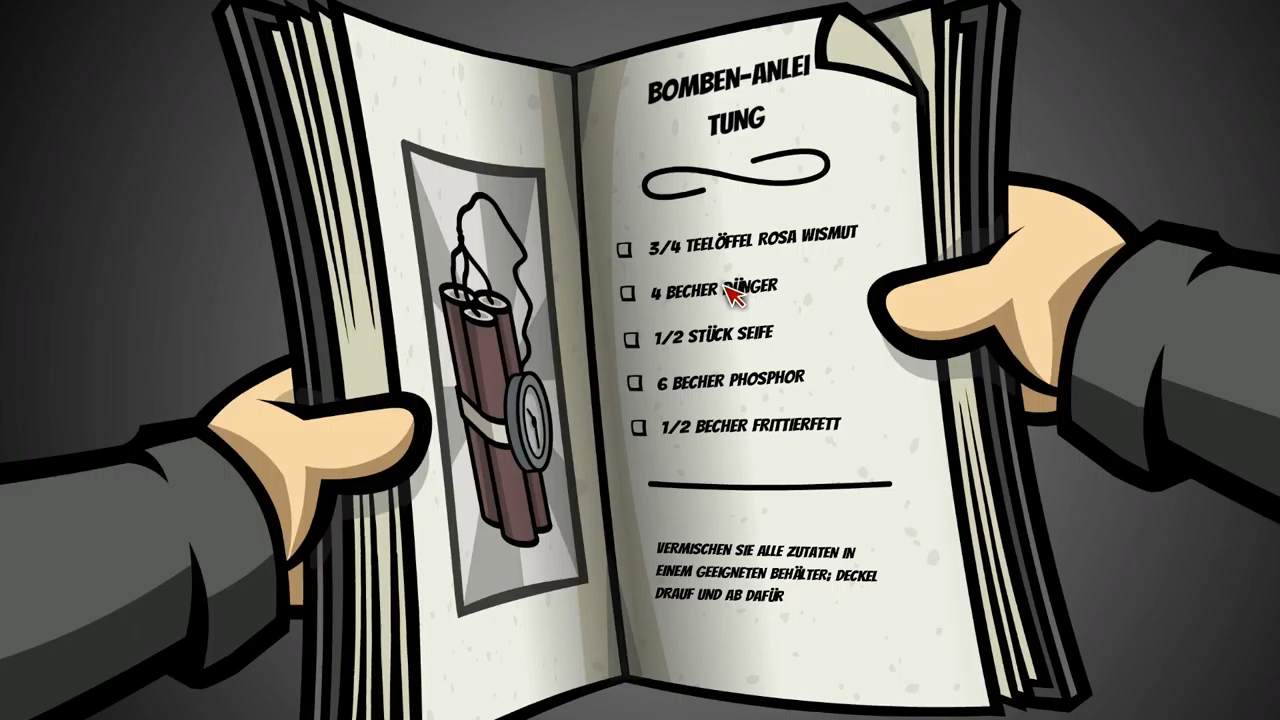 BOMBEN-ANLEI
TUNG
3/4 TEELÖFFEL ROSA WISMUT
4 BECHER DÜNGER
1/2 STÜCK SEIFE
6 BECHER PHOSPHOR
1/2 BECHER FRITTIERFETT
VERMISCHEN SIE ALLE ZUTATEN IN
EINEM GEEIGNETEN BEHÄLTER; DECKEL
DRAUF UND AB DAFÜR